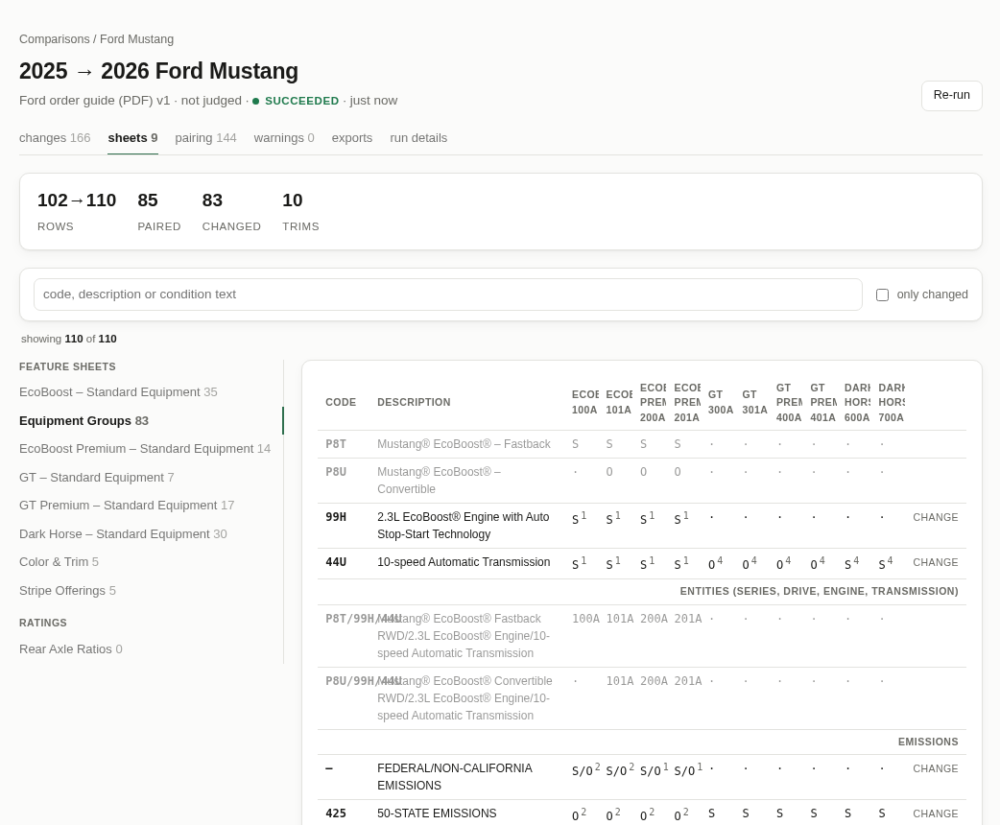 Comparisons / Ford Mustang
2025 → 2026 Ford Mustang
Ford order guide (PDF) v1 · not judged · ● SUCCEEDED · just now
Re-run
changes 166 sheets 9 pairing 144 warnings 0 exports run details
102→110 85 83 10
ROWS PAIRED CHANGED TRIMS
code, description or condition text only changed
showing 110 of 110
FEATURE SHEETS
EcoBoost – Standard Equipment 35
Equipment Groups 83
EcoBoost Premium – Standard Equipment 14
GT – Standard Equipment 7
GT Premium – Standard Equipment 17
Dark Horse – Standard Equipment 30
Color & Trim 5
Stripe Offerings 5
RATINGS
Rear Axle Ratios 0
CODE DESCRIPTION 100A 101A PREM 200A PREM 201A GT 300A GT 301A GT PREM 400A GT PREM 401A DARK HORS 600A DARK HORS 700A
P8T Mustang® EcoBoost® – Fastback S S S S · · · · · ·
P8U Mustang® EcoBoost® – · O O O · · · · · ·
Convertible
99H 2.3L EcoBoost® Engine with Auto S1 S1 S1 S1 · · · · · · CHANGE
Stop-Start Technology
44U 10-speed Automatic Transmission S1 S1 S1 S1 O4 O4 O4 O4 S4 S4 CHANGE
ENTITIES (SERIES, DRIVE, ENGINE, TRANSMISSION)
P8T/99H/44U Mustang® EcoBoost® Fastback 100A 101A 200A 201A · · · · · ·
RWD/2.3L EcoBoost® Engine/10-
speed Automatic Transmission
P8U/99H/44U Mustang® EcoBoost® Convertible · 101A 200A 201A · · · · · ·
RWD/2.3L EcoBoost® Engine/10-
speed Automatic Transmission
EMISSIONS
— FEDERAL/NON-CALIFORNIA S/O2 S/O2 S/O1 S/O1 · · · · · · CHANGE
EMISSIONS
425 50-STATE EMISSIONS O2 O2 O2 O2 S S S S S S CHANGE